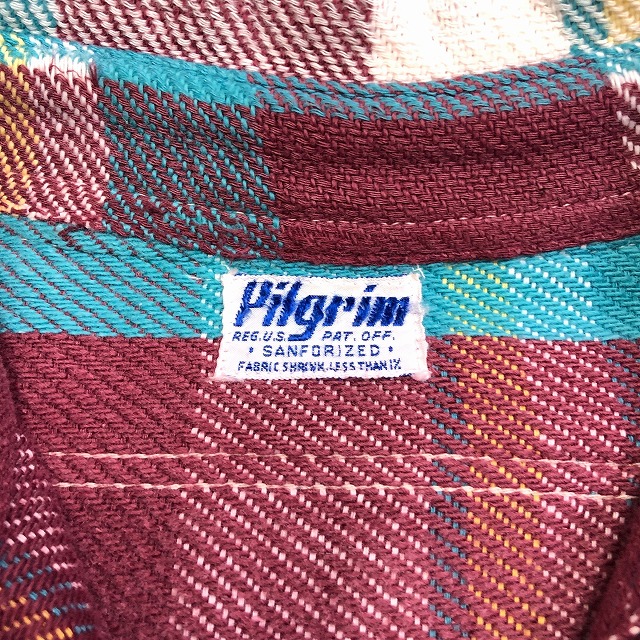 Pilgrim
REG.U.S. PAT. OFF.
· SANFORIZED ·
FABRIC SHRINK. LESS THAN 1%